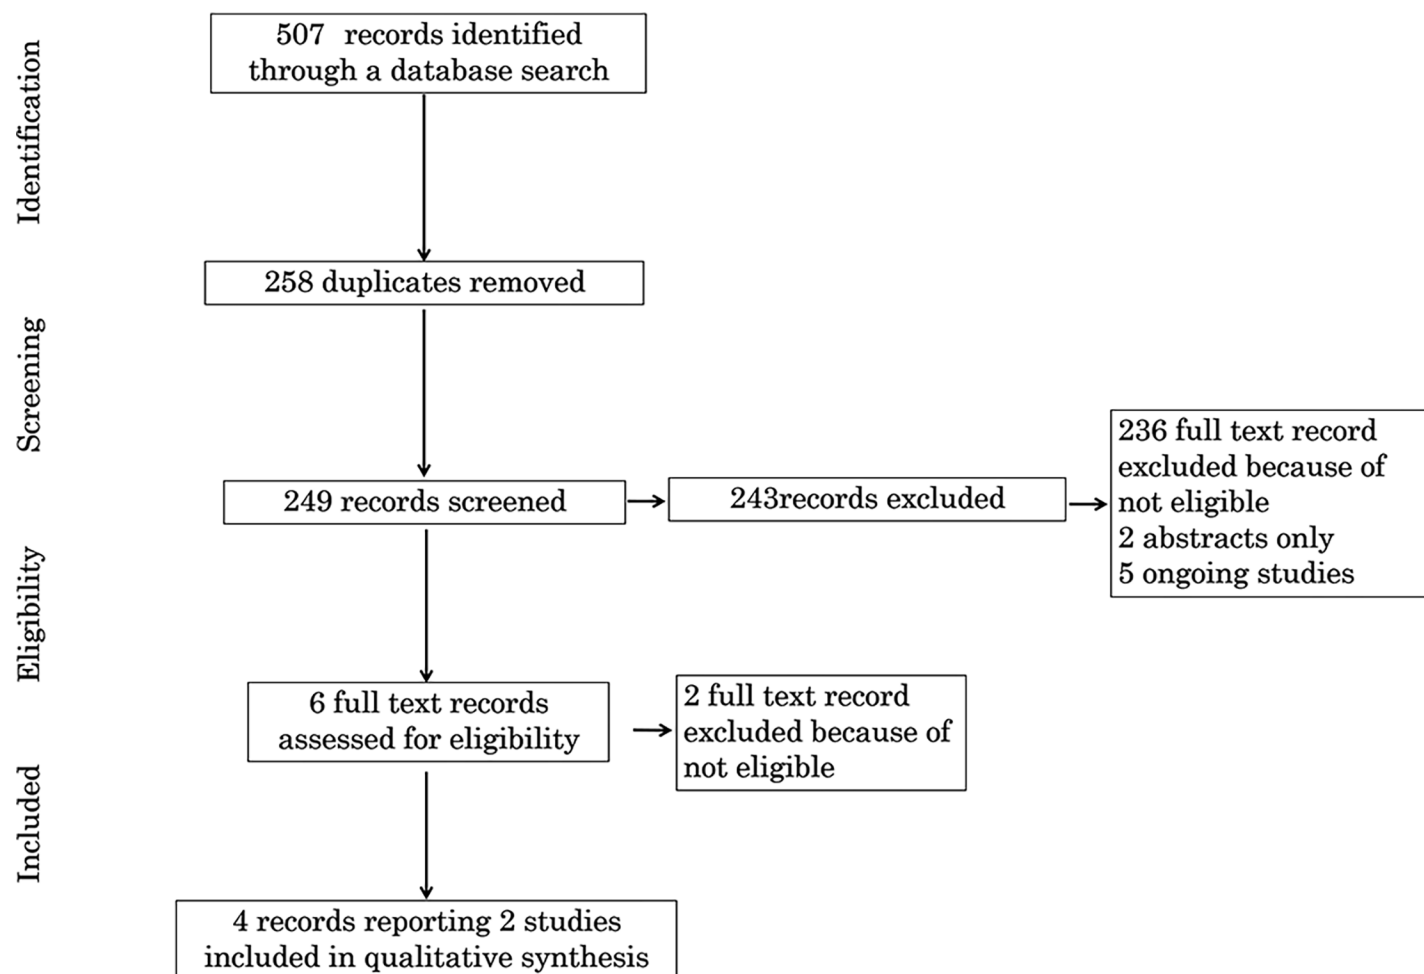 Identification
507 records identified
through a database search
258 duplicates removed
Screening
249 records screened
243records excluded
236 full text record
excluded because of
not eligible
2 abstracts only
5 ongoing studies
Eligibility
6 full text records
assessed for eligibility
2 full text record
excluded because of
not eligible
Included
4 records reporting 2 studies
included in qualitative synthesis